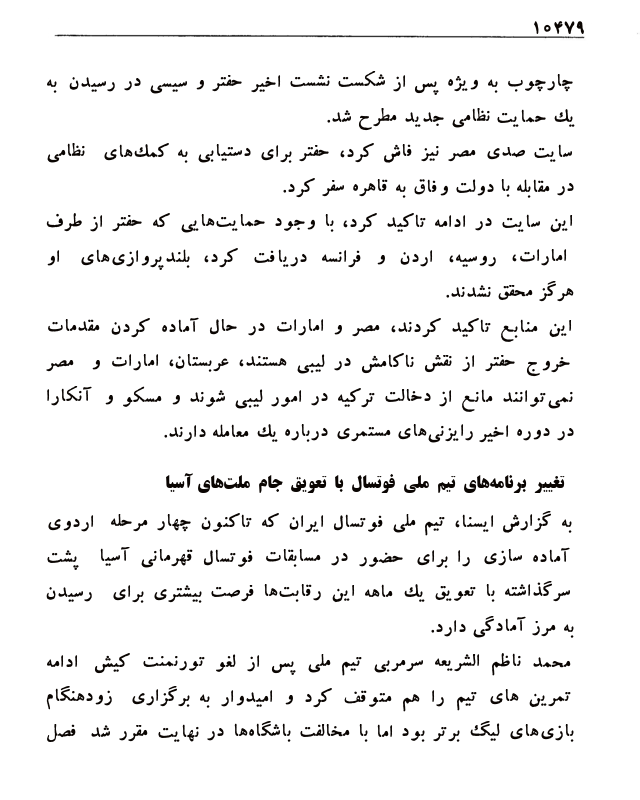 ۱۰۴۷۹
چارچوب به ویژه پس از شکست نشست اخیر حفتر و سیسی در رسیدن به
یك حمایت نظامی جدید مطرح شد.
سایت صدی مصر نیز فاش کرد، حفتر برای دستیابی به کمك‌های نظامی
در مقابله با دولت وفاق به قاهره سفر کرد.
این سایت در ادامه تاکید کرد، با وجود حمایت‌هایی که حفتر از طرف
امارات، روسیه، اردن و فرانسه دریافت کرد، بلندپروازی‌های او
هرگز محقق نشدند.
این منابع تاکید کردند، مصر و امارات در حال آماده کردن مقدمات
خروج حفتر از نقش ناکامش در لیبی هستند، عربستان، امارات و مصر
نمی‌توانند مانع از دخالت ترکیه در امور لیبی شوند و مسکو و آنکارا
در دوره اخیر رایزنی‌های مستمری درباره یك معامله دارند.
تغییر برنامه‌های تیم ملی فوتسال با تعویق جام ملت‌های آسیا
به گزارش ایسنا، تیم ملی فوتسال ایران که تاکنون چهار مرحله اردوی
آماده سازی را برای حضور در مسابقات فوتسال قهرمانی آسیا پشت
سرگذاشته با تعویق یك ماهه این رقابت‌ها فرصت بیشتری برای رسیدن
به مرز آمادگی دارد.
محمد ناظم الشریعه سرمربی تیم ملی پس از لغو تورنمنت کیش ادامه
تمرین های تیم را هم متوقف کرد و امیدوار به برگزاری زودهنگام
بازی‌های لیگ برتر بود اما با مخالفت باشگاه‌ها در نهایت مقرر شد فصل